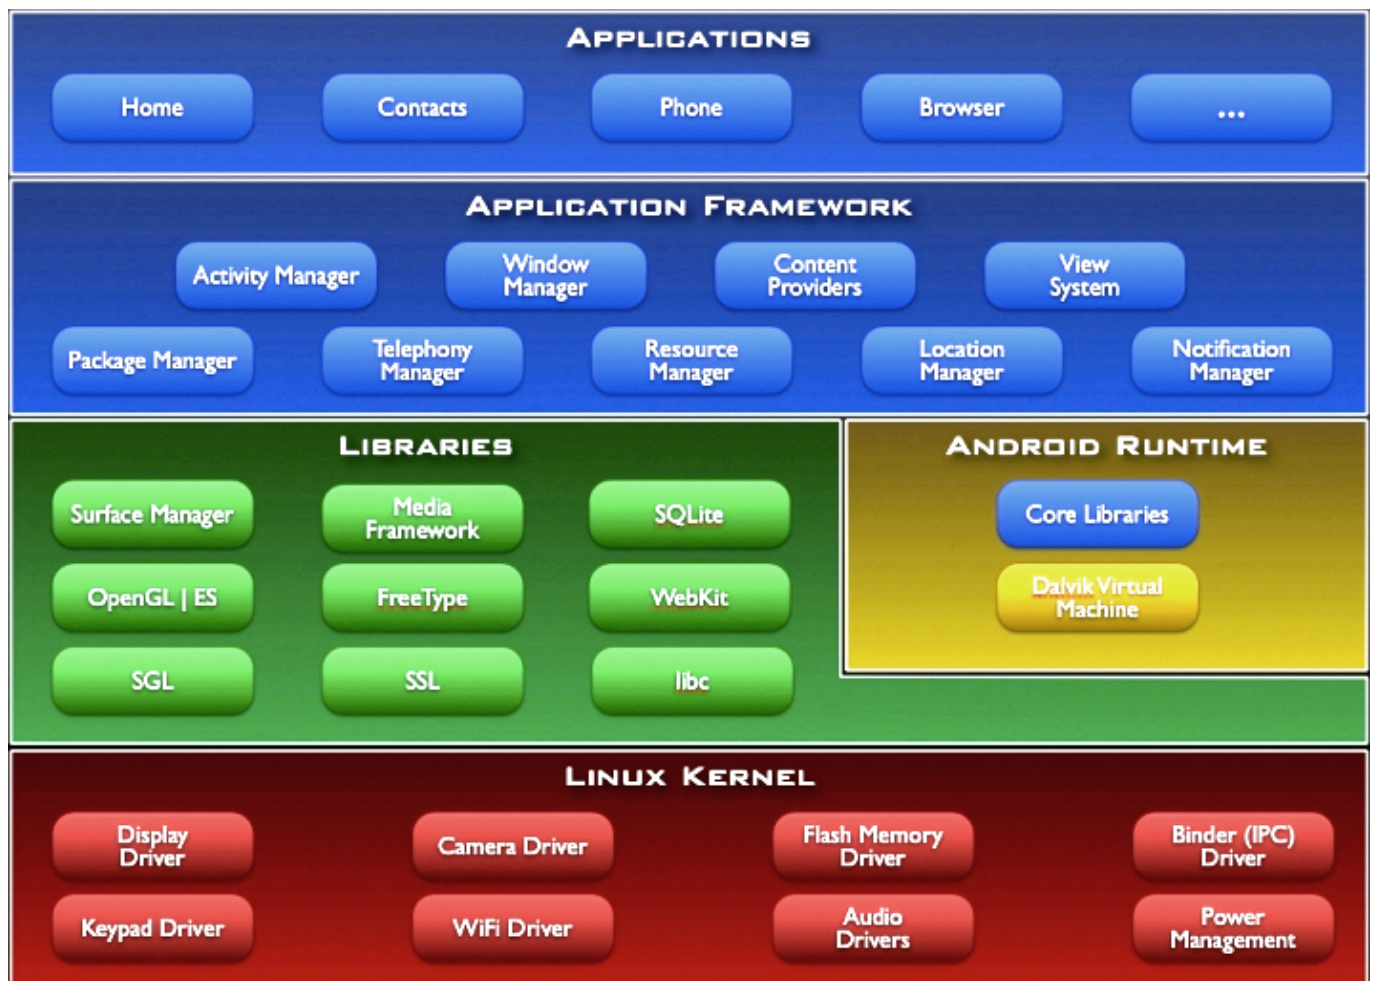 APPLICATIONS
Home
Contacts
Phone
Browser
...
APPLICATION FRAMEWORK
Activity Manager
Window
Manager
Content
Providers
View
System
Package Manager
Telephony
Manager
Resource
Manager
Location
Manager
Notification
Manager
LIBRARIES
Surface Manager
Media
Framework
SQLite
OpenGL | ES
FreeType
WebKit
SGL
SSL
libc
ANDROID RUNTIME
Core Libraries
Dalvik Virtual
Machine
LINUX KERNEL
Display
Driver
Camera Driver
Flash Memory
Driver
Binder (IPC)
Driver
Keypad Driver
WiFi Driver
Audio
Drivers
Power
Management